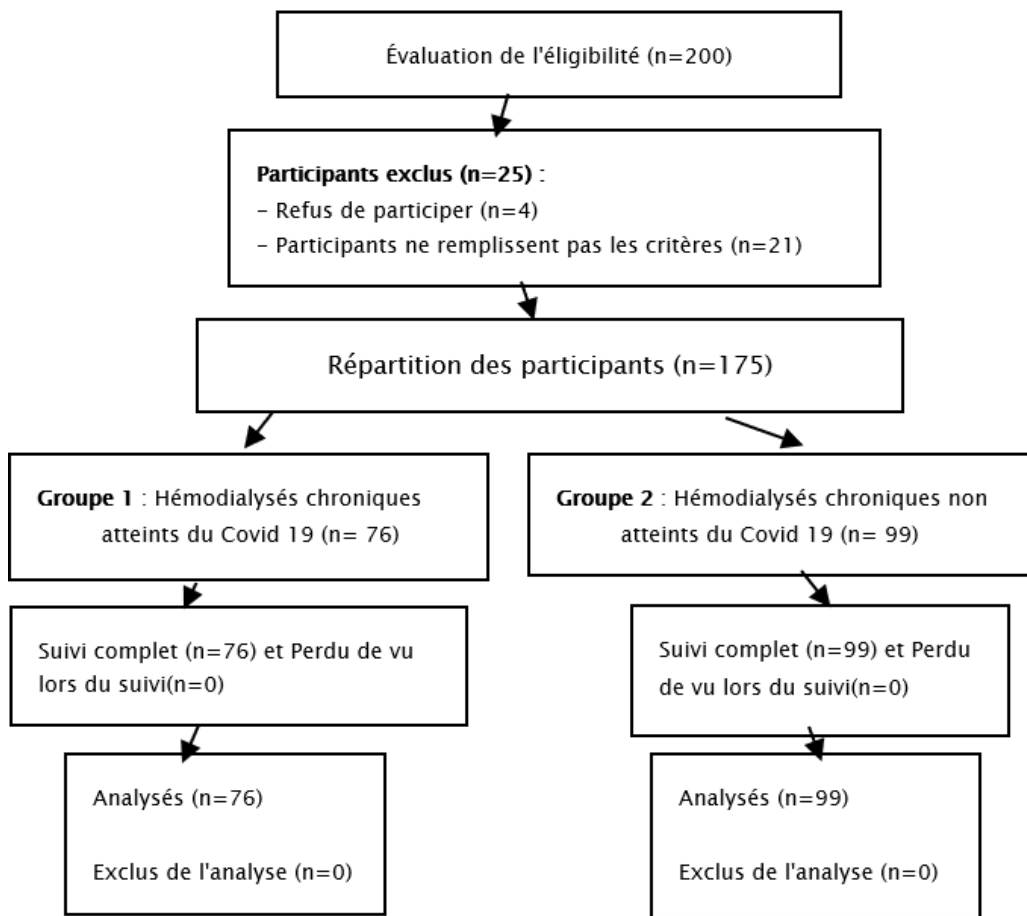 Évaluation de l'éligibilité (n=200)
Participants exclus (n=25) :
– Refus de participer (n=4)
– Participants ne remplissent pas les critères (n=21)
Répartition des participants (n=175)
Groupe 1 : Hémodialysés chroniques
atteints du Covid 19 (n= 76)
Groupe 2 : Hémodialysés chroniques non
atteints du Covid 19 (n= 99)
Suivi complet (n=76) et Perdu de vu
lors du suivi(n=0)
Suivi complet (n=99) et Perdu
de vu lors du suivi(n=0)
Analysés (n=76)
Exclus de l'analyse (n=0)
Analysés (n=99)
Exclus de l'analyse (n=0)